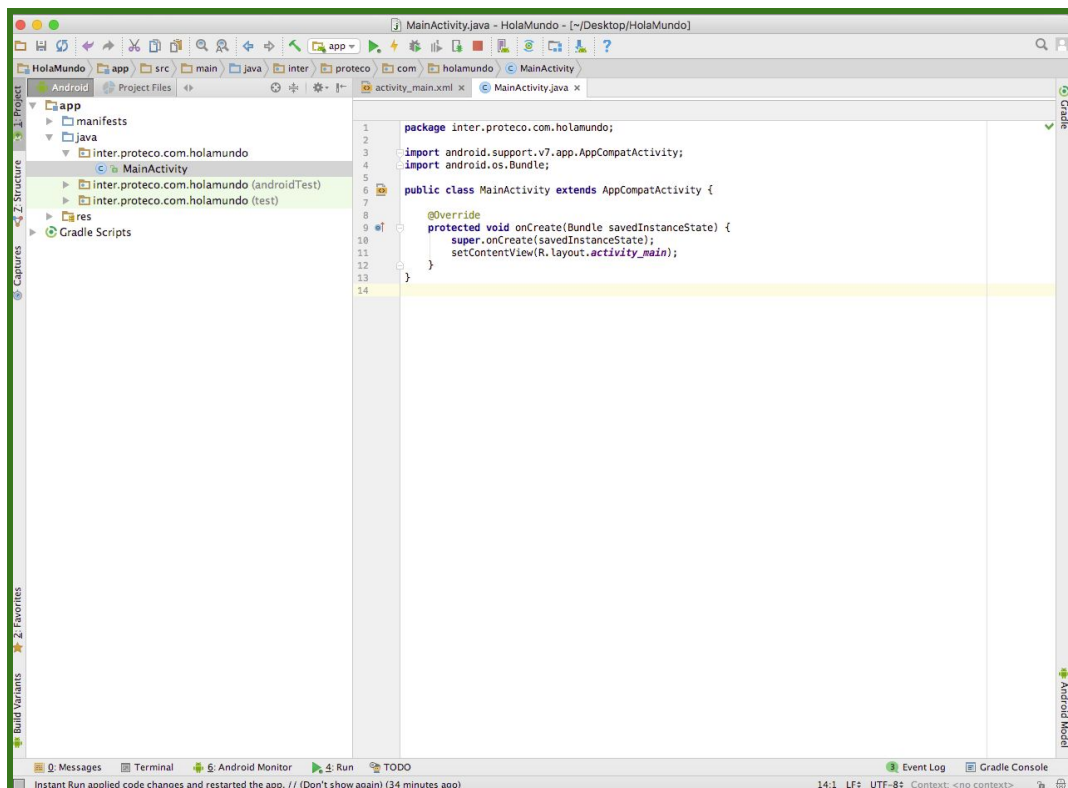 MainActivity.java - HolaMundo - [~/Desktop/HolaMundo]
app
HolaMundo app src main java inter proteco com holamundo MainActivity
Android Project Files activity_main.xml MainActivity.java
1: Project
Z: Structure
Captures
2: Favorites
Build Variants
app
manifests
java
inter.proteco.com.holamundo
MainActivity
inter.proteco.com.holamundo (androidTest)
inter.proteco.com.holamundo (test)
res
Gradle Scripts
1 package inter.proteco.com.holamundo;
2
3 import android.support.v7.app.AppCompatActivity;
4 import android.os.Bundle;
5
6 public class MainActivity extends AppCompatActivity {
7
8 @Override
9 protected void onCreate(Bundle savedInstanceState) {
10 super.onCreate(savedInstanceState);
11 setContentView(R.layout.activity_main);
12 }
13 }
14
Gradle
Android Model
0: Messages Terminal 6: Android Monitor 4: Run TODO 3 Event Log Gradle Console
Instant Run applied code changes and restarted the app. // (Don't show again) (34 minutes ago) 14:1 LF UTF-8 Context: <no context>